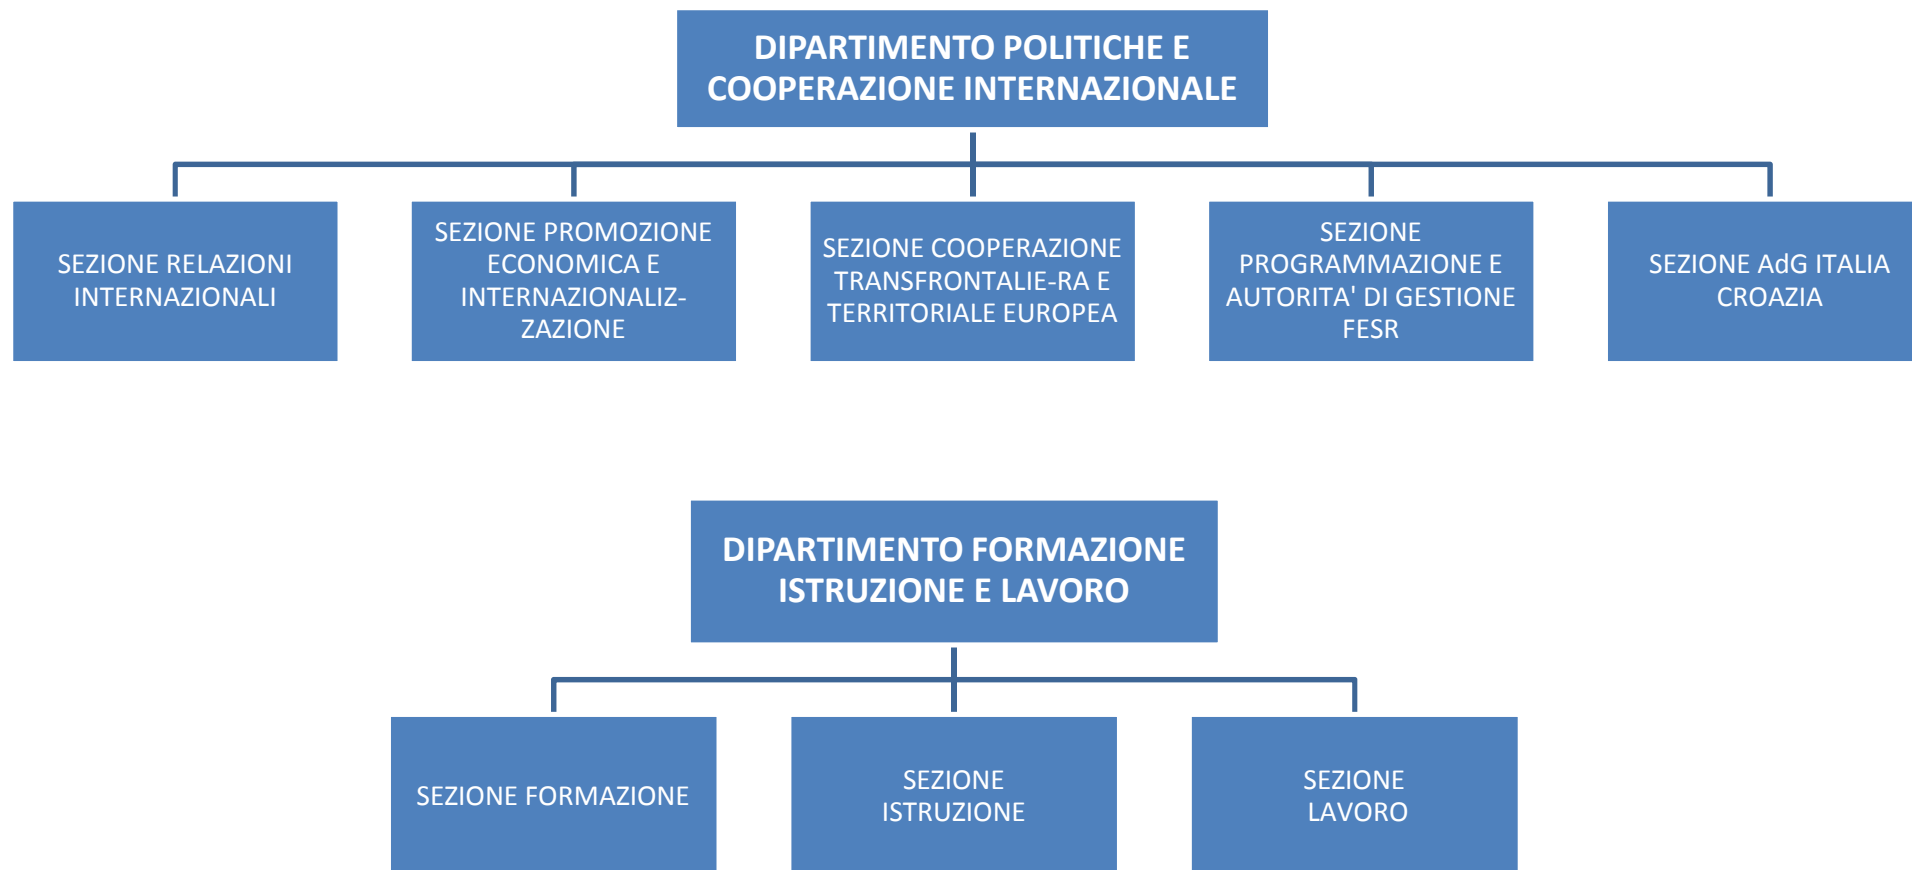 DIPARTIMENTO POLITICHE E
COOPERAZIONE INTERNAZIONALE
SEZIONE RELAZIONI
INTERNAZIONALI
SEZIONE PROMOZIONE
ECONOMICA E
INTERNAZIONALIZ-
ZAZIONE
SEZIONE COOPERAZIONE
TRANSFRONTALIE-RA E
TERRITORIALE EUROPEA
SEZIONE
PROGRAMMAZIONE E
AUTORITA' DI GESTIONE
FESR
SEZIONE AdG ITALIA
CROAZIA
DIPARTIMENTO FORMAZIONE
ISTRUZIONE E LAVORO
SEZIONE FORMAZIONE
SEZIONE
ISTRUZIONE
SEZIONE
LAVORO